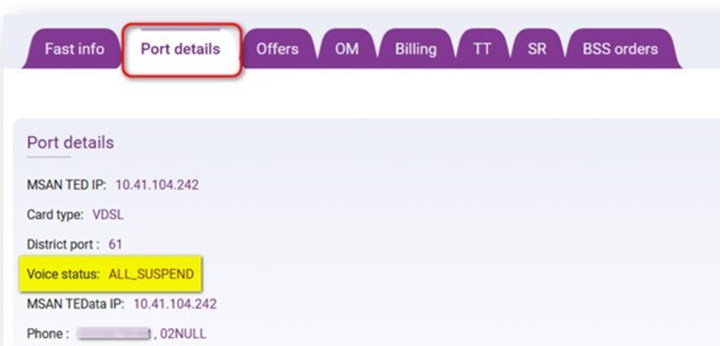 Fast info Port details Offers OM Billing TT SR BSS orders
Port details
MSAN TED IP: 10.41.104.242
Card type: VDSL
District port : 61
Voice status: ALL_SUSPEND
MSAN TEData IP: 10.41.104.242
Phone : , 02NULL